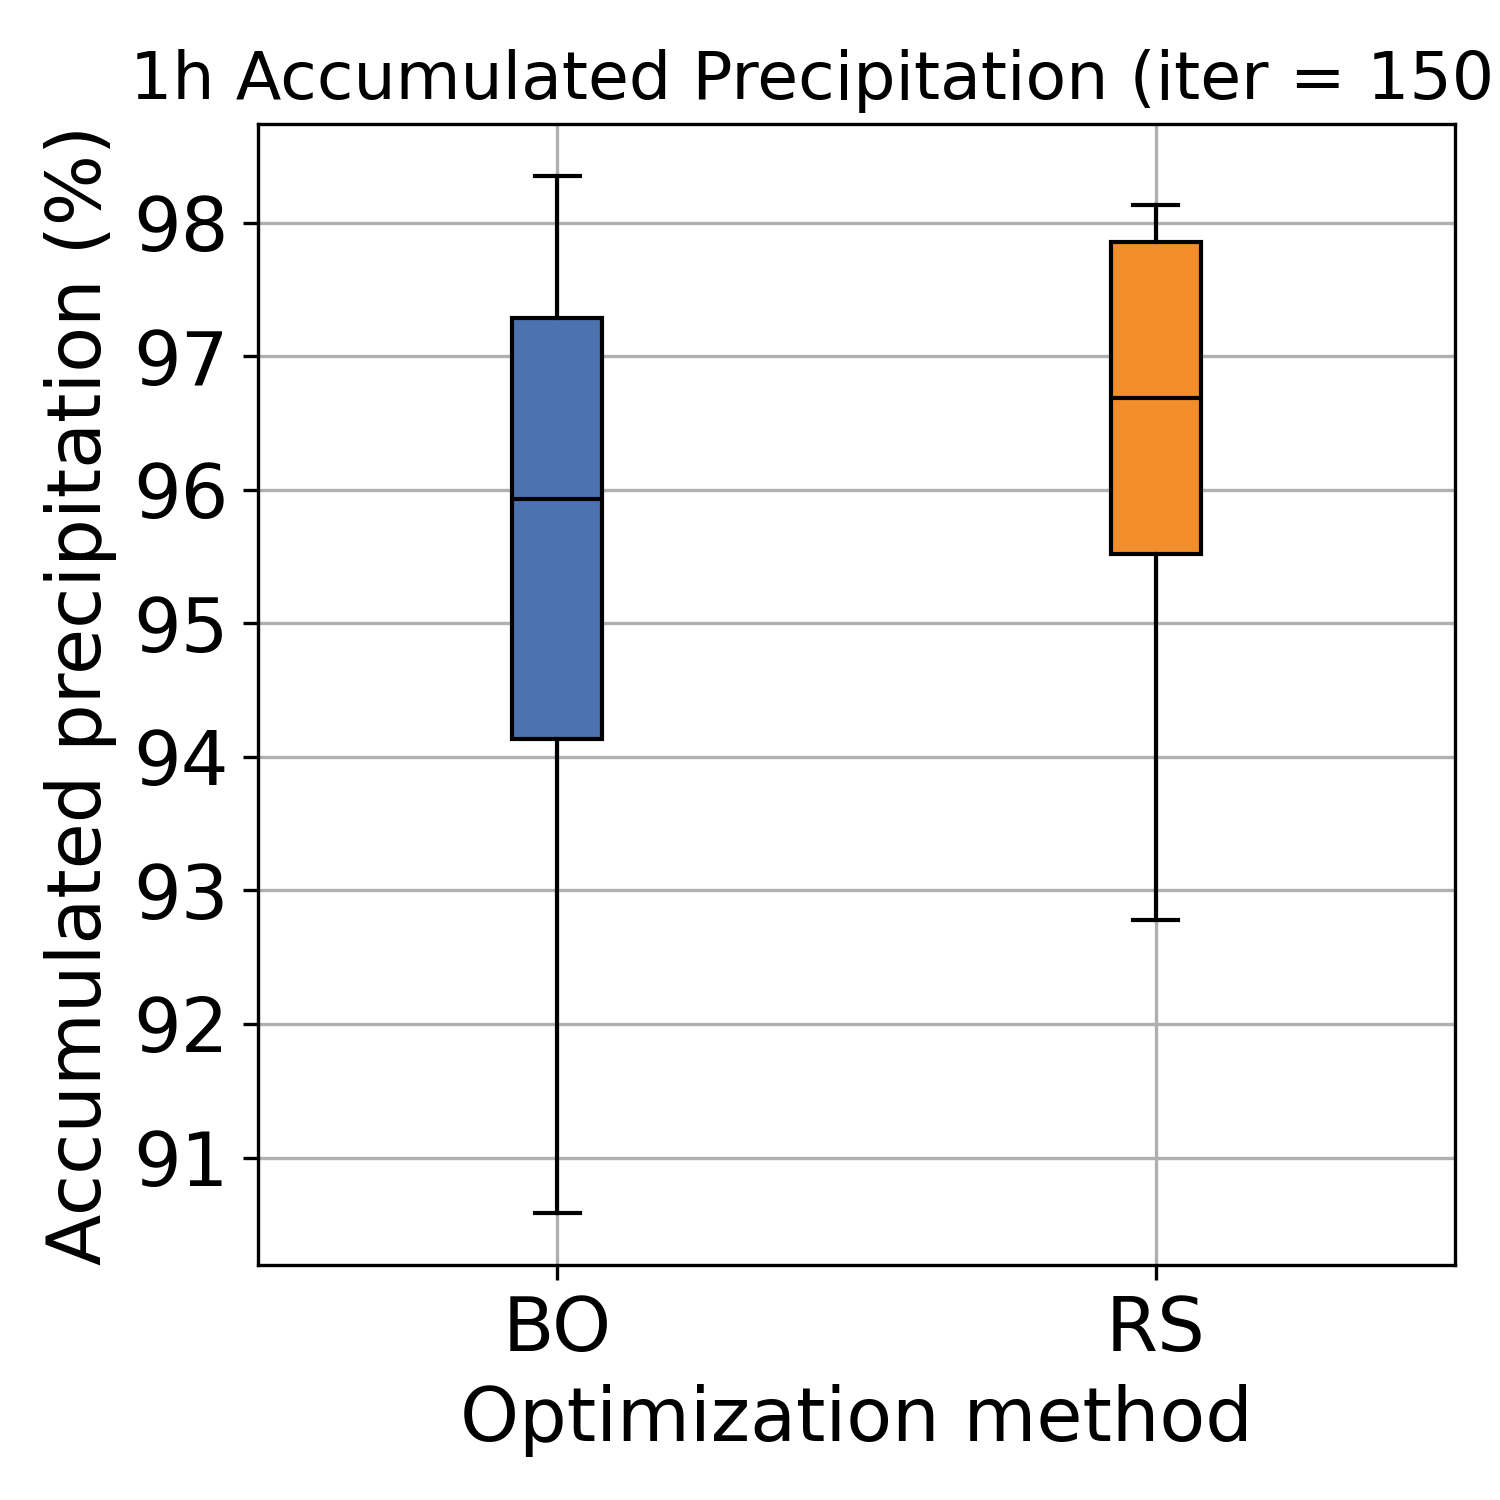 1h Accumulated Precipitation (iter = 150
Accumulated precipitation (%)
98
97
96
95
94
93
92
91
BO RS
Optimization method